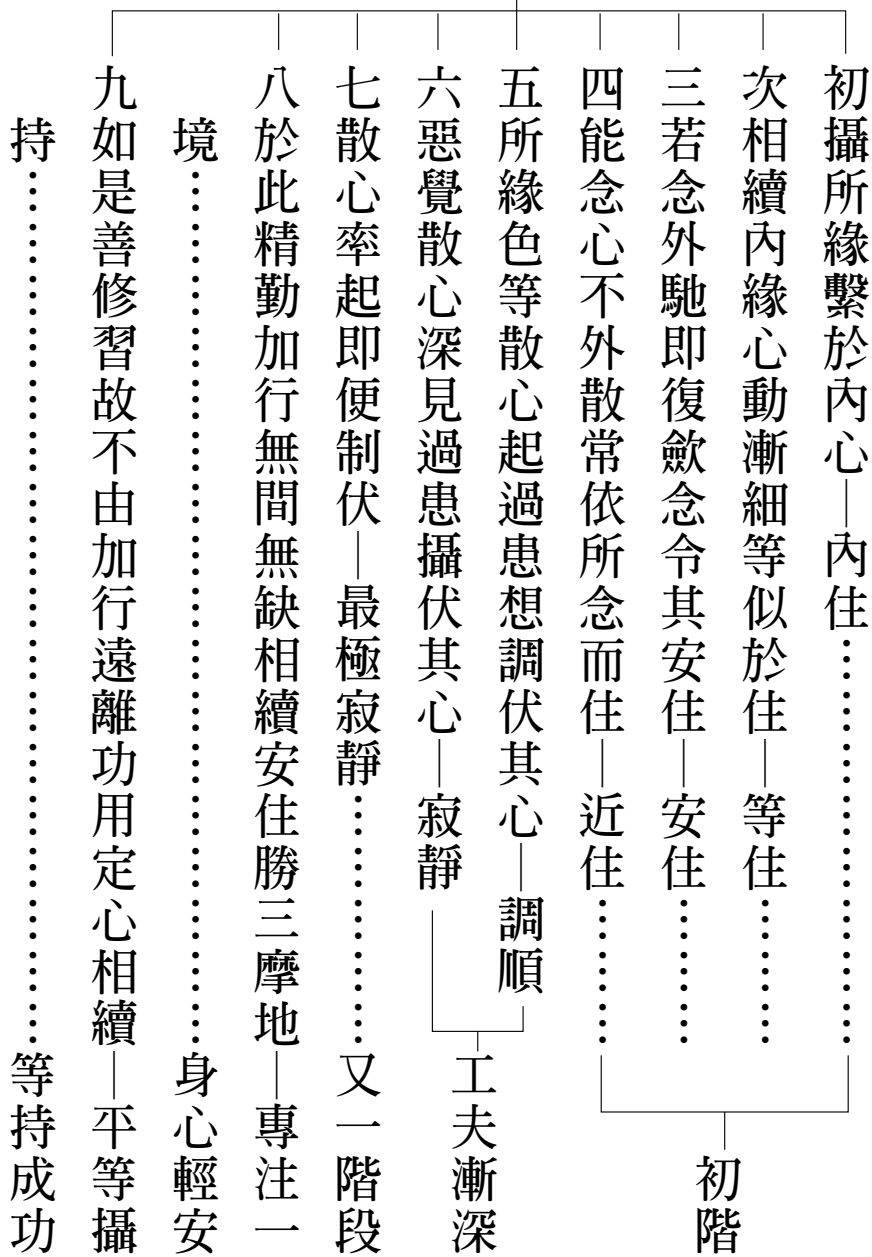 初攝所緣繫於內心—內住……………………
次相續內緣心動漸細等似於住—等住…………
三若念外馳即復歛念令其安住—安住…………
四能念心不外散常依所念而住—近住…………
初階
五所緣色等散心起過患想調伏其心—調順
六惡覺散心深見過患攝伏其心—寂靜
工夫漸深
七散心率起即便制伏—最極寂靜………………又一階段
八於此精勤加行無間無缺相續安住勝三摩地—專注一
境………………………………………………身心輕安
九如是善修習故不由加行遠離功用定心相續—平等攝
持………………………………………………等持成功